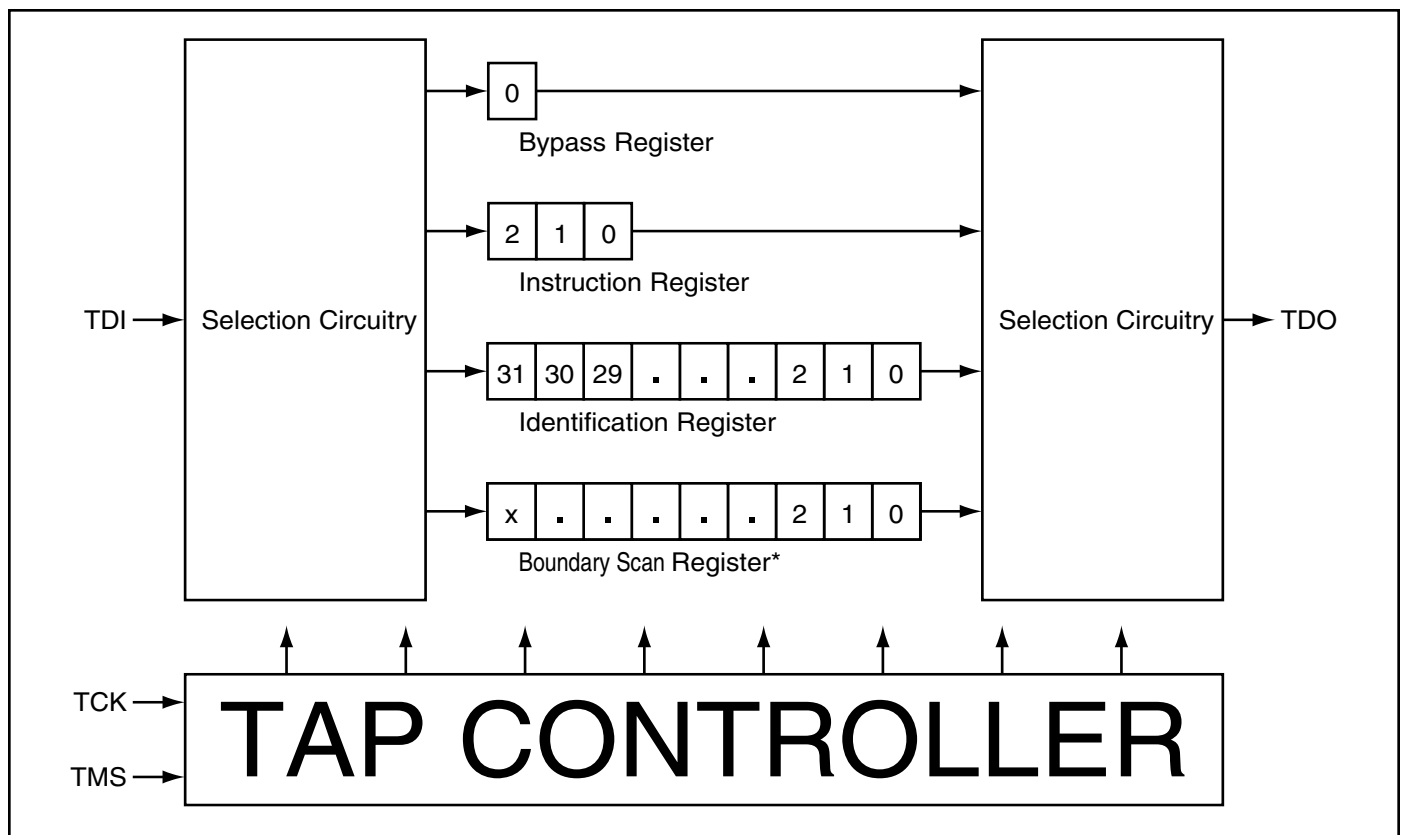 0
Bypass Register
2 1 0
Instruction Register
TDI
Selection Circuitry
Selection Circuitry
TDO
31 30 29 . . . 2 1 0
Identification Register
x . . . . . 2 1 0
Boundary Scan Register*
TCK
TMS
TAP CONTROLLER